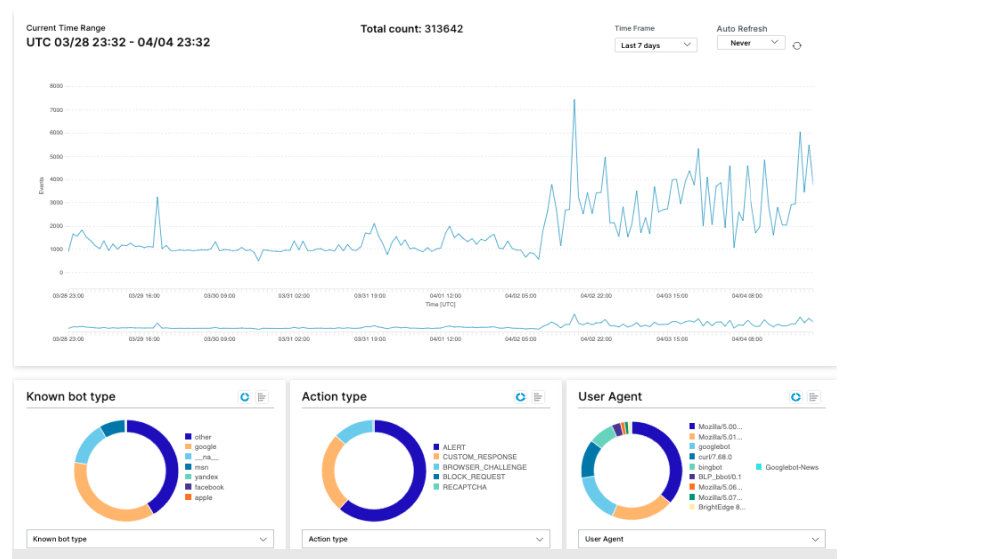 Current Time Range
UTC 03/28 23:32 - 04/04 23:32
Total count: 313642
Time Frame
Last 7 days
Auto Refresh
Never
8000
7000
6000
5000
4000
3000
2000
1000
0
Events
03/28 23:00 03/29 16:00 03/30 09:00 03/31 02:00 03/31 19:00 04/01 12:00 04/02 05:00 04/02 22:00 04/03 15:00 04/04 08:00
Time [UTC]
03/28 23:00 03/29 16:00 03/30 09:00 03/31 02:00 03/31 19:00 04/01 12:00 04/02 05:00 04/02 22:00 04/03 15:00 04/04 08:00
Known bot type
other
google
__na__
msn
yandex
facebook
apple
Known bot type
Action type
ALERT
CUSTOM_RESPONSE
BROWSER_CHALLENGE
BLOCK_REQUEST
RECAPTCHA
Action type
User Agent
Mozilla/5.00...
Mozilla/5.01...
googlebot
curl/7.68.0
bingbot
BLP_bbot/0.1
Mozilla/5.06...
Mozilla/5.07...
BrightEdge 8...
Googlebot-News
User Agent